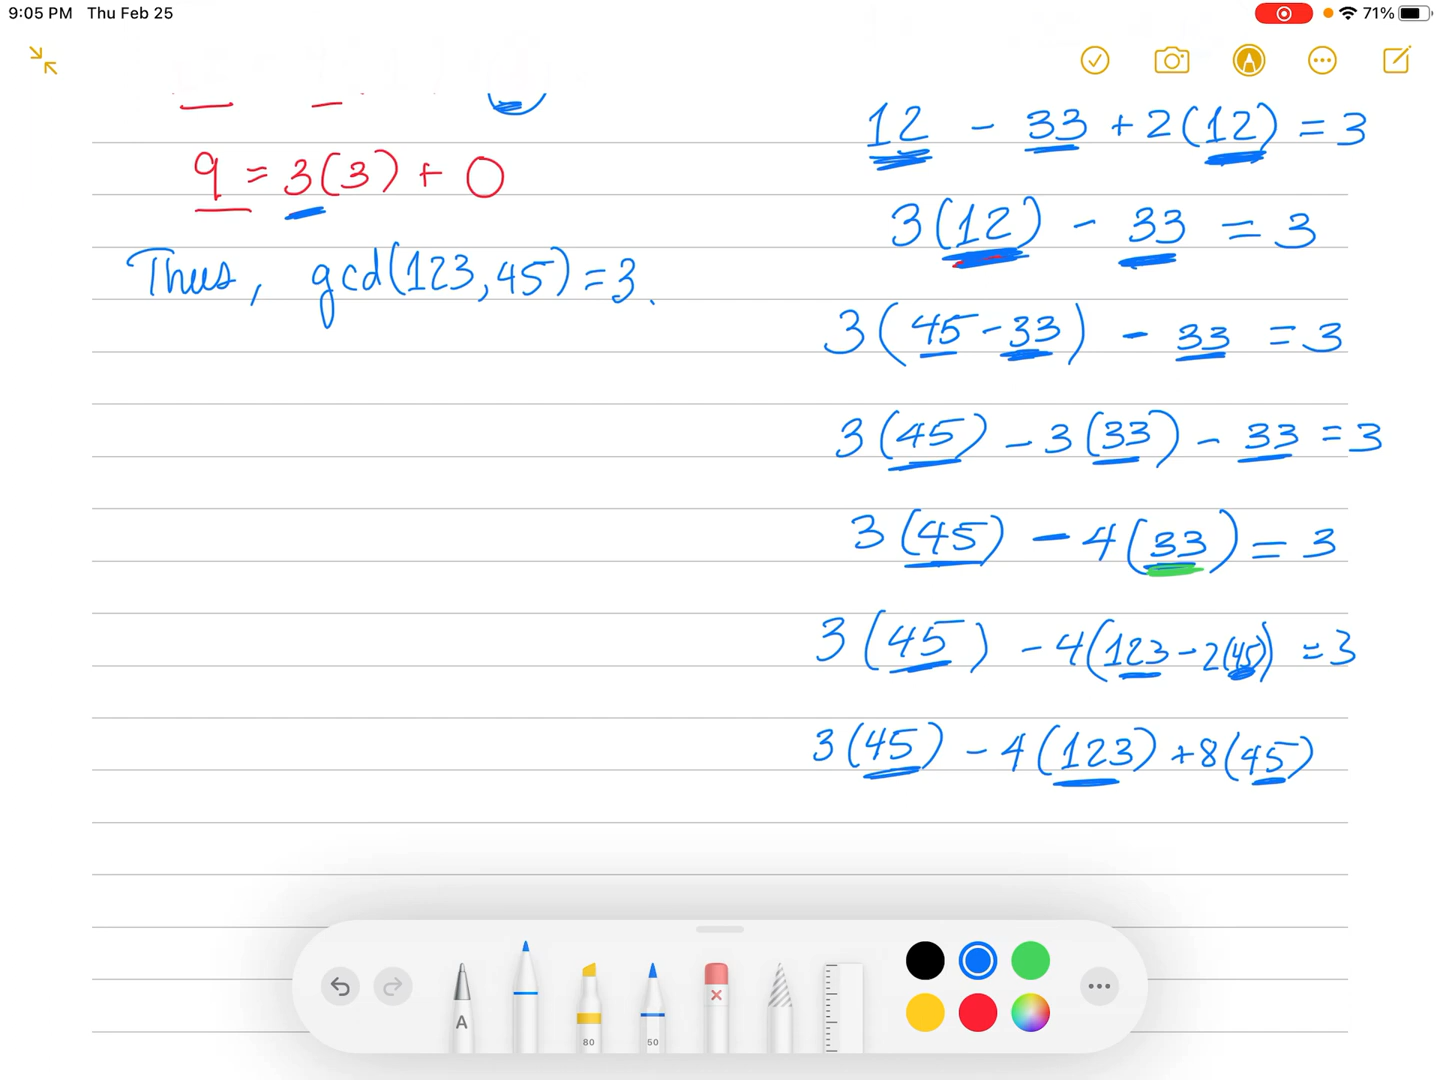 9:05 PM Thu Feb 25
71%
9 = 3(3) + 0
Thus, gcd(123,45)=3.
12 - 33 + 2(12) = 3
3(12) - 33 = 3
3(45-33) - 33 = 3
3(45) - 3(33) - 33 = 3
3(45) - 4(33) = 3
3(45) - 4(123-2(45)) = 3
3(45) - 4(123) + 8(45)
A
80
50